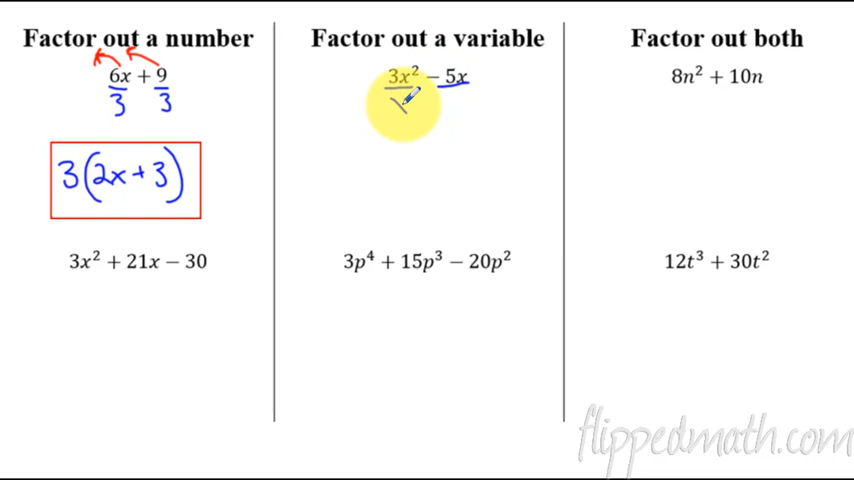 Factor out a number
6x + 9
3 3
3(2x + 3)
3x² + 21x − 30
Factor out a variable
3x² − 5x
x
3p⁴ + 15p³ − 20p²
Factor out both
8n² + 10n
12t³ + 30t²
flippedmath.com